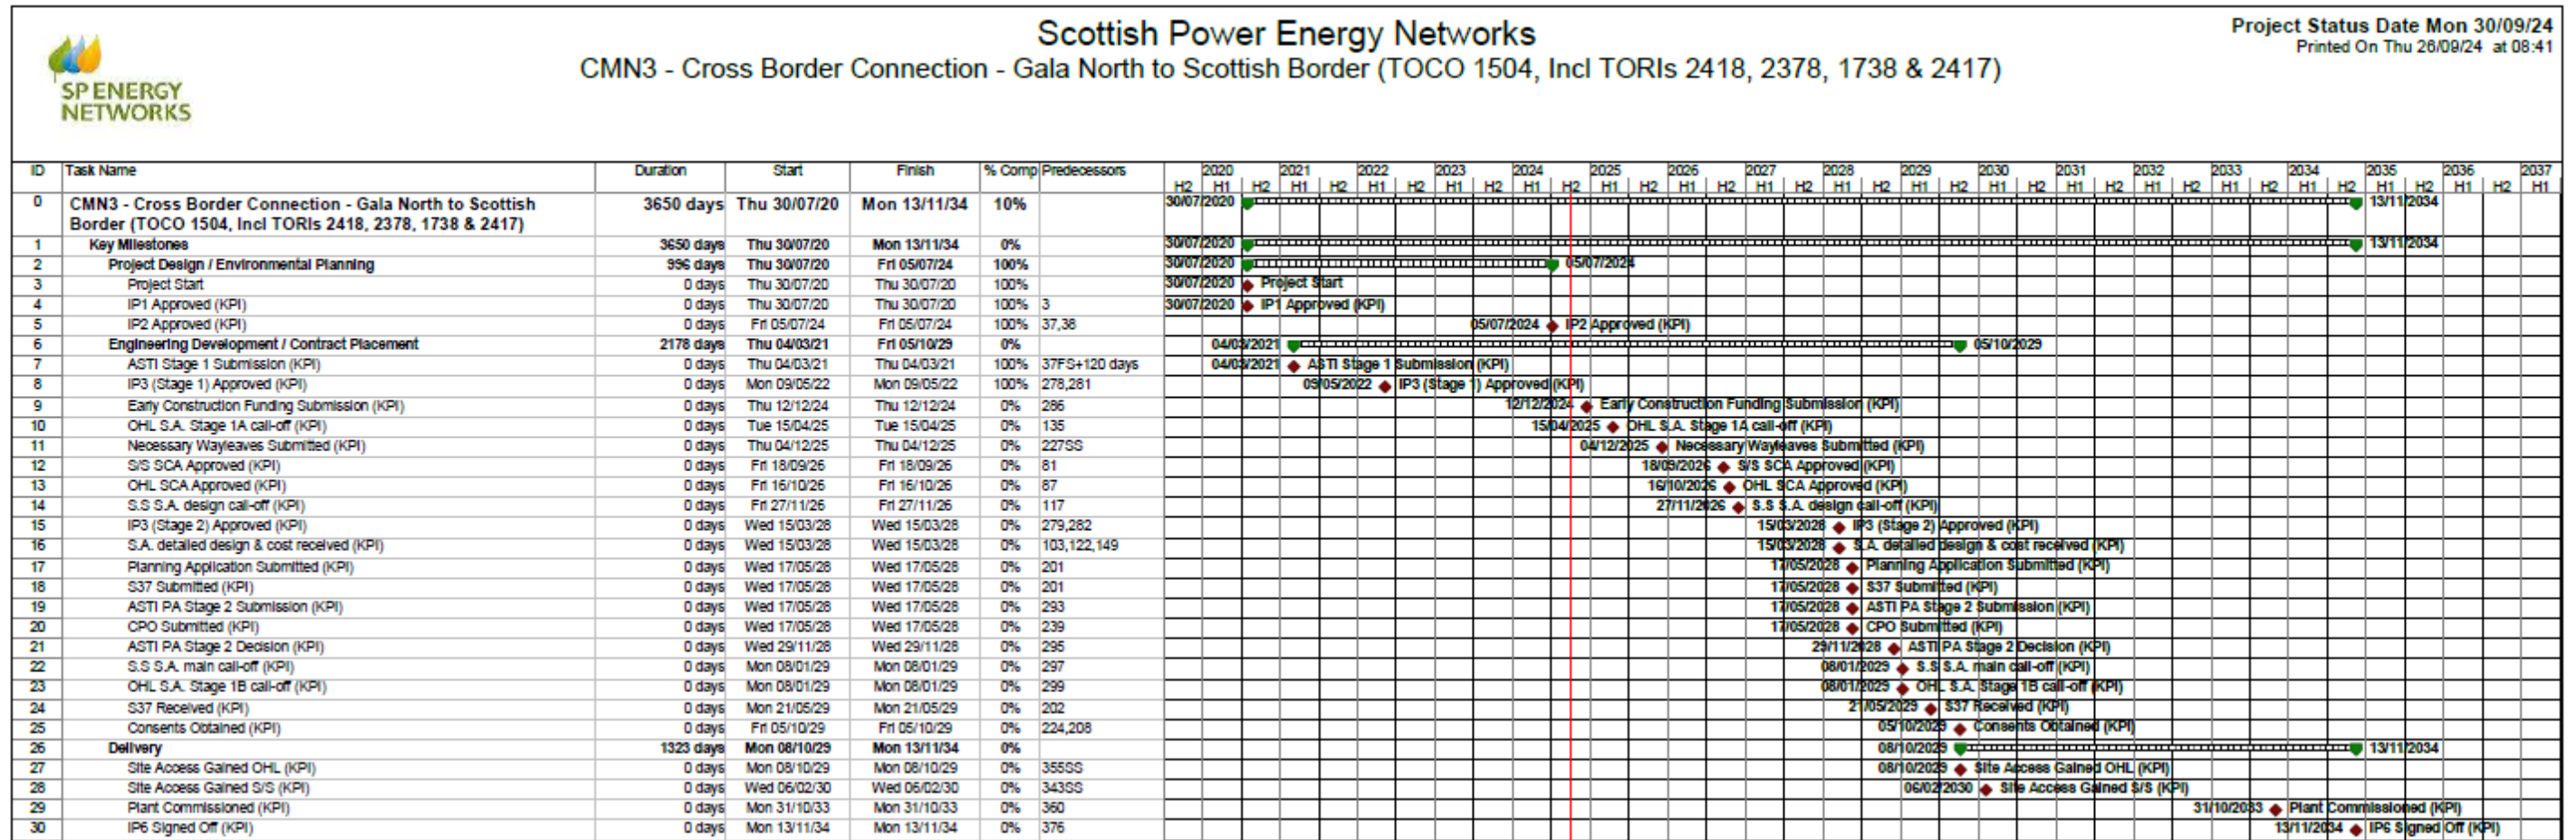 Scottish Power Energy Networks
CMN3 - Cross Border Connection - Gala North to Scottish Border (TOCO 1504, Incl TORIs 2418, 2378, 1738 & 2417)
Project Status Date Mon 30/09/24
Printed On Thu 26/09/24 at 08:41
SP ENERGY
NETWORKS
ID Task Name Duration Start Finish % Comp Predecessors 2020 2021 2022 2023 2024 2025 2026 2027 2028 2029 2030 2031 2032 2033 2034 2035 2036 2037
H2 H1 H2 H1 H2 H1 H2 H1 H2 H1 H2 H1 H2 H1 H2 H1 H2 H1 H2 H1 H2 H1 H2 H1 H2 H1 H2 H1 H2 H1 H2 H1 H2 H1 H2 H1
0 CMN3 - Cross Border Connection - Gala North to Scottish 3650 days Thu 30/07/20 Mon 13/11/34 10% 30/07/2020 13/11/2034
Border (TOCO 1504, Incl TORIs 2418, 2378, 1738 & 2417)
1 Key Milestones 3650 days Thu 30/07/20 Mon 13/11/34 0% 30/07/2020 13/11/2034
2 Project Design / Environmental Planning 996 days Thu 30/07/20 Fri 05/07/24 100% 30/07/2020 05/07/2024
3 Project Start 0 days Thu 30/07/20 Thu 30/07/20 100% 30/07/2020 Project Start
4 IP1 Approved (KPI) 0 days Thu 30/07/20 Thu 30/07/20 100% 3 30/07/2020 IP1 Approved (KPI)
5 IP2 Approved (KPI) 0 days Fri 05/07/24 Fri 05/07/24 100% 37,38 05/07/2024 IP2 Approved (KPI)
6 Engineering Development / Contract Placement 2178 days Thu 04/03/21 Fri 05/10/29 0% 04/03/2021 05/10/2029
7 ASTI Stage 1 Submission (KPI) 0 days Thu 04/03/21 Thu 04/03/21 100% 37FS+120 days 04/03/2021 ASTI Stage 1 Submission (KPI)
8 IP3 (Stage 1) Approved (KPI) 0 days Mon 09/05/22 Mon 09/05/22 100% 278,281 09/05/2022 IP3 (Stage 1) Approved (KPI)
9 Early Construction Funding Submission (KPI) 0 days Thu 12/12/24 Thu 12/12/24 0% 286 12/12/2024 Early Construction Funding Submission (KPI)
10 OHL S.A. Stage 1A call-off (KPI) 0 days Tue 15/04/25 Tue 15/04/25 0% 135 15/04/2025 OHL S.A. Stage 1A call-off (KPI)
11 Necessary Wayleaves Submitted (KPI) 0 days Thu 04/12/25 Thu 04/12/25 0% 227SS 04/12/2025 Necessary Wayleaves Submitted (KPI)
12 S/S SCA Approved (KPI) 0 days Fri 18/09/26 Fri 18/09/26 0% 81 18/09/2026 S/S SCA Approved (KPI)
13 OHL SCA Approved (KPI) 0 days Fri 16/10/26 Fri 16/10/26 0% 87 16/10/2026 OHL SCA Approved (KPI)
14 S.S S.A. design call-off (KPI) 0 days Fri 27/11/26 Fri 27/11/26 0% 117 27/11/2026 S.S S.A. design call-off (KPI)
15 IP3 (Stage 2) Approved (KPI) 0 days Wed 15/03/28 Wed 15/03/28 0% 279,282 15/03/2028 IP3 (Stage 2) Approved (KPI)
16 S.A. detailed design & cost received (KPI) 0 days Wed 15/03/28 Wed 15/03/28 0% 103,122,149 15/03/2028 S.A. detailed design & cost received (KPI)
17 Planning Application Submitted (KPI) 0 days Wed 17/05/28 Wed 17/05/28 0% 201 17/05/2028 Planning Application Submitted (KPI)
18 S37 Submitted (KPI) 0 days Wed 17/05/28 Wed 17/05/28 0% 201 17/05/2028 S37 Submitted (KPI)
19 ASTI PA Stage 2 Submission (KPI) 0 days Wed 17/05/28 Wed 17/05/28 0% 293 17/05/2028 ASTI PA Stage 2 Submission (KPI)
20 CPO Submitted (KPI) 0 days Wed 17/05/28 Wed 17/05/28 0% 239 17/05/2028 CPO Submitted (KPI)
21 ASTI PA Stage 2 Decision (KPI) 0 days Wed 29/11/28 Wed 29/11/28 0% 295 29/11/2028 ASTI PA Stage 2 Decision (KPI)
22 S.S S.A. main call-off (KPI) 0 days Mon 08/01/29 Mon 08/01/29 0% 297 08/01/2029 S.S S.A. main call-off (KPI)
23 OHL S.A. Stage 1B call-off (KPI) 0 days Mon 08/01/29 Mon 08/01/29 0% 299 08/01/2029 OHL S.A. Stage 1B call-off (KPI)
24 S37 Received (KPI) 0 days Mon 21/05/29 Mon 21/05/29 0% 202 21/05/2029 S37 Received (KPI)
25 Consents Obtained (KPI) 0 days Fri 05/10/29 Fri 05/10/29 0% 224,208 05/10/2029 Consents Obtained (KPI)
26 Delivery 1323 days Mon 08/10/29 Mon 13/11/34 0% 08/10/2029 13/11/2034
27 Site Access Gained OHL (KPI) 0 days Mon 08/10/29 Mon 08/10/29 0% 355SS 08/10/2029 Site Access Gained OHL (KPI)
28 Site Access Gained S/S (KPI) 0 days Wed 06/02/30 Wed 06/02/30 0% 343SS 06/02/2030 Site Access Gained S/S (KPI)
29 Plant Commissioned (KPI) 0 days Mon 31/10/33 Mon 31/10/33 0% 360 31/10/2033 Plant Commissioned (KPI)
30 IP6 Signed Off (KPI) 0 days Mon 13/11/34 Mon 13/11/34 0% 376 13/11/2034 IP6 Signed Off (KPI)